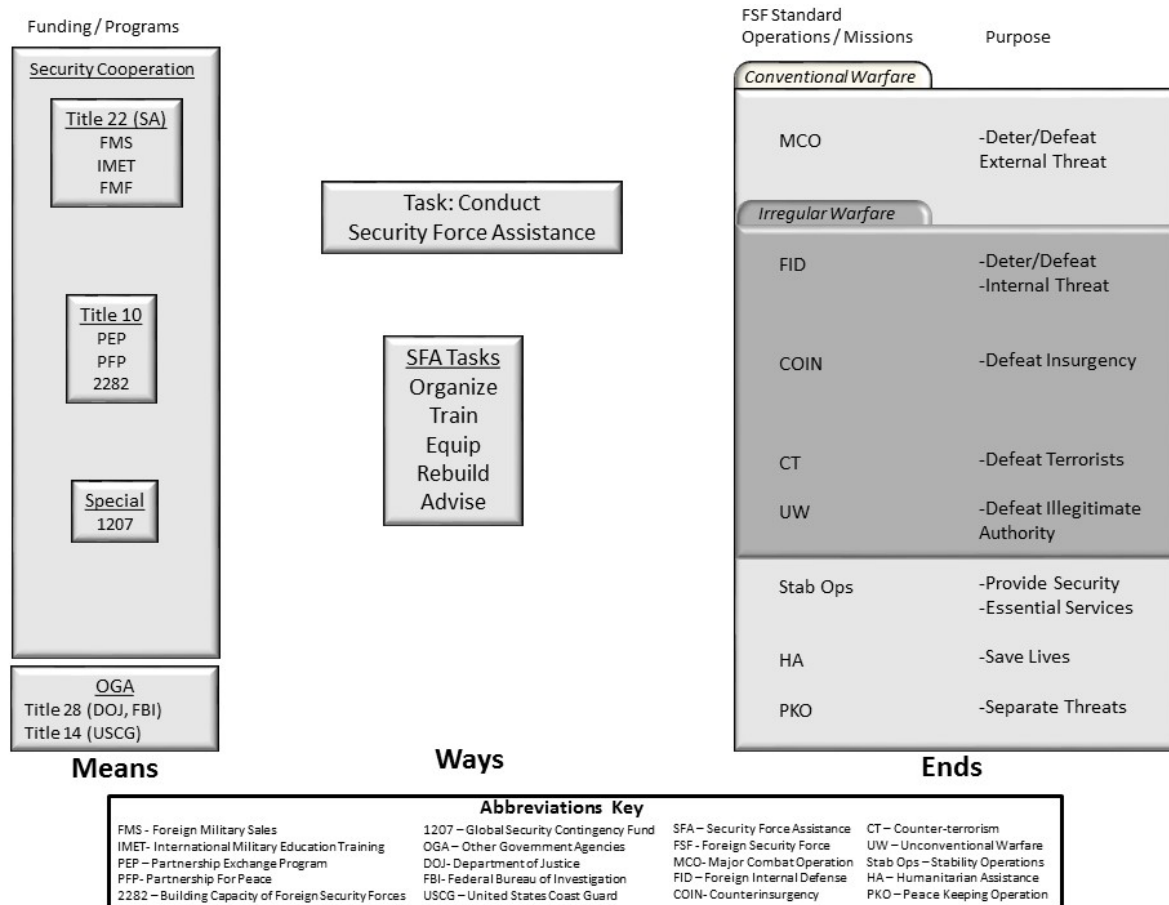 Funding / Programs
Security Cooperation
Title 22 (SA)
FMS
IMET
FMF
Title 10
PEP
PFP
2282
Special
1207
OGA
Title 28 (DOJ, FBI)
Title 14 (USCG)
Means
Task: Conduct
Security Force Assistance
SFA Tasks
Organize
Train
Equip
Rebuild
Advise
Ways
FSF Standard
Operations / Missions
Purpose
Conventional Warfare
MCO
-Deter/Defeat
External Threat
Irregular Warfare
FID
-Deter/Defeat
-Internal Threat
COIN
-Defeat Insurgency
CT
-Defeat Terrorists
UW
-Defeat Illegitimate
Authority
Stab Ops
-Provide Security
-Essential Services
HA
-Save Lives
PKO
-Separate Threats
Ends
Abbreviations Key
FMS - Foreign Military Sales
IMET- International Military Education Training
PEP – Partnership Exchange Program
PFP- Partnership For Peace
2282 – Building Capacity of Foreign Security Forces
1207 – Global Security Contingency Fund
OGA – Other Government Agencies
DOJ- Department of Justice
FBI- Federal Bureau of Investigation
USCG – United States Coast Guard
SFA – Security Force Assistance
FSF - Foreign Security Force
MCO- Major Combat Operation
FID – Foreign Internal Defense
COIN- Counterinsurgency
CT – Counter-terrorism
UW – Unconventional Warfare
Stab Ops – Stability Operations
HA – Humanitarian Assistance
PKO – Peace Keeping Operation